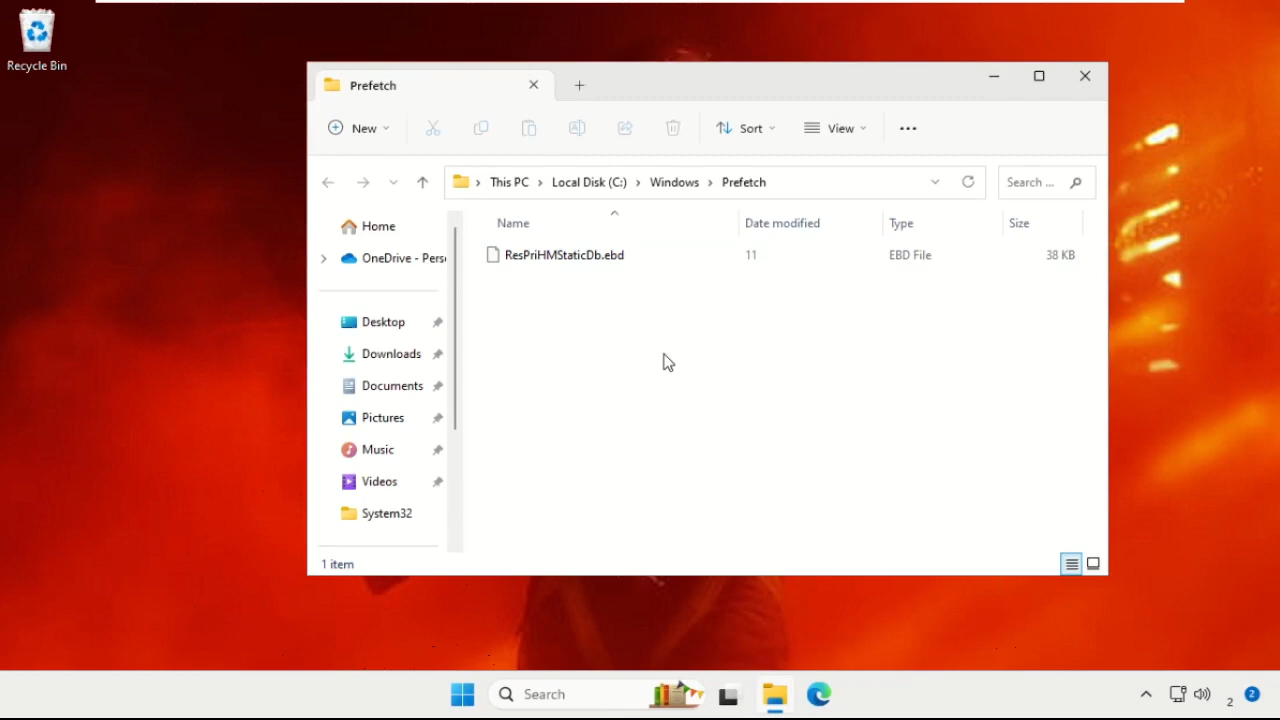 Recycle Bin
Prefetch
New
Sort
View
This PC > Local Disk (C:) > Windows > Prefetch
Search ...
Name Date modified Type Size
ResPriHMStaticDb.ebd 11 EBD File 38 KB
Home
OneDrive - Pers
Desktop
Downloads
Documents
Pictures
Music
Videos
System32
1 item
Search
2
2